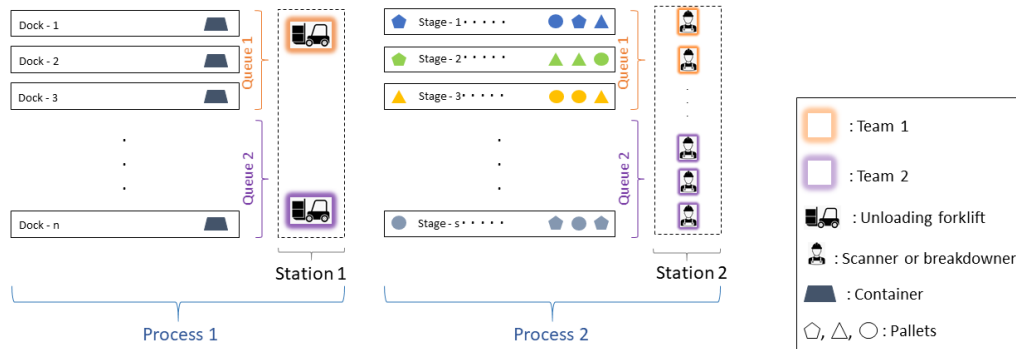 Dock - 1
Dock - 2
Dock - 3
Dock - n
Queue 1
Queue 2
Station 1
Process 1
Stage - 1 · · · · ·
Stage - 2 · · · · ·
Stage - 3 · · · · ·
Stage - s · · · · ·
Queue 1
Queue 2
Station 2
Process 2
: Team 1
: Team 2
: Unloading forklift
: Scanner or breakdowner
: Container
, , : Pallets